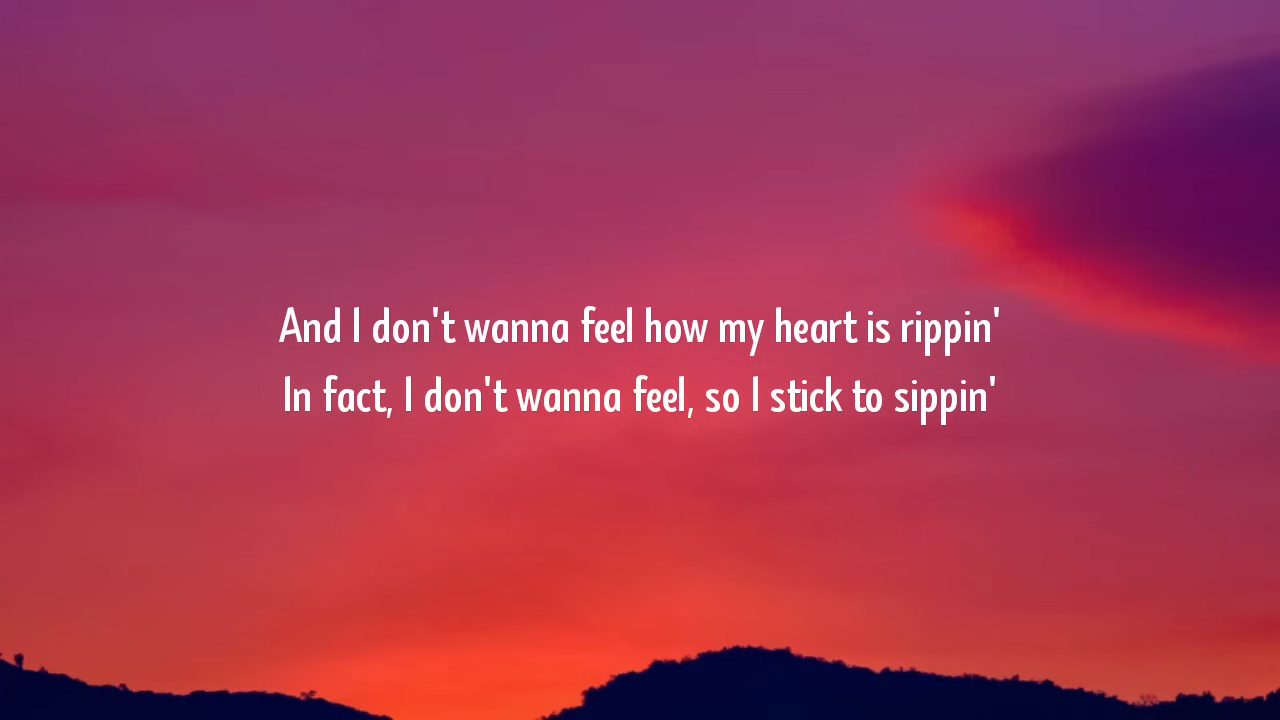 And I don't wanna feel how my heart is rippin'
In fact, I don't wanna feel, so I stick to sippin'